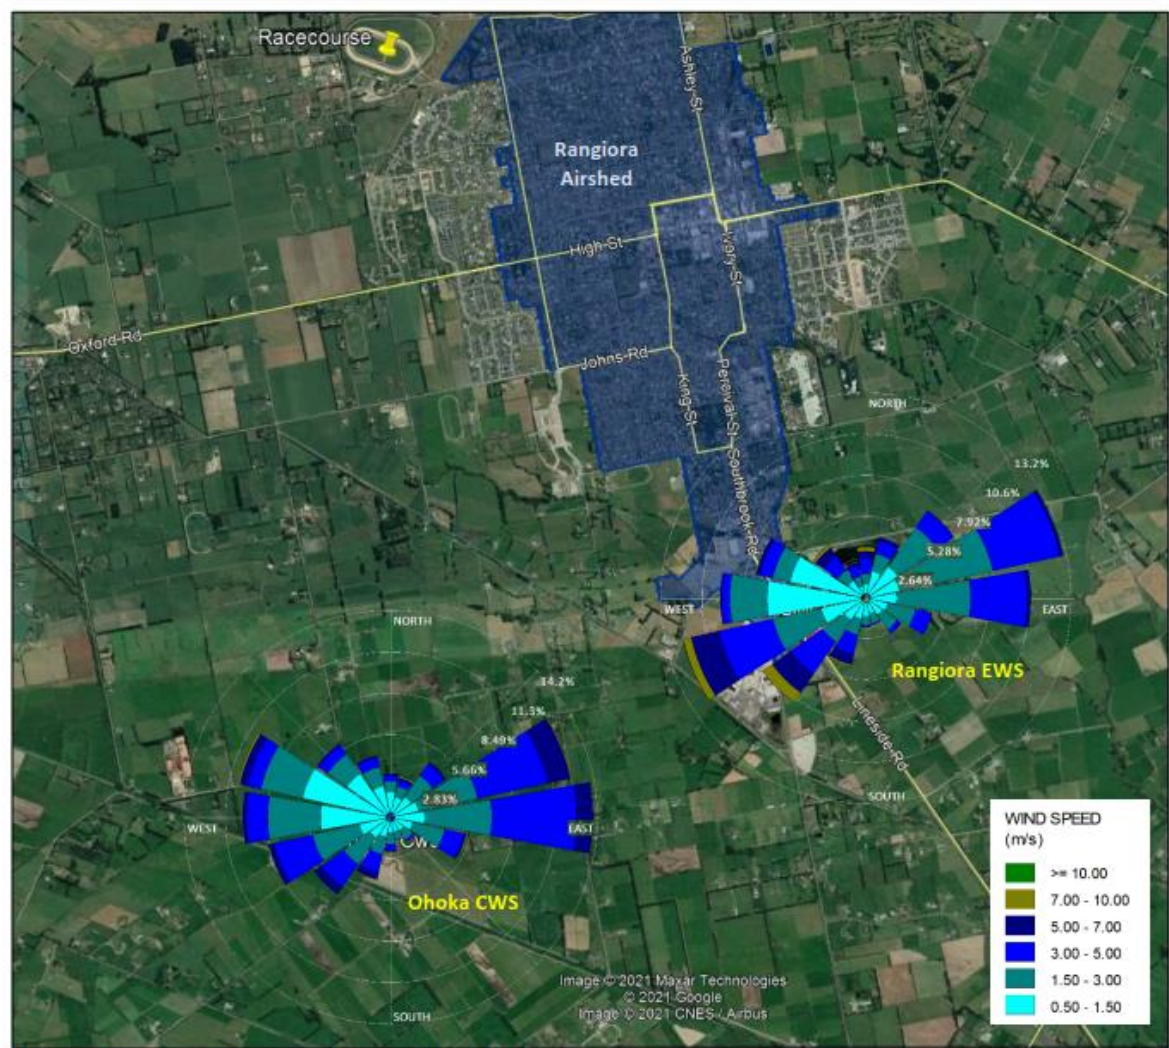 Racecourse
Ashley St
Rangiora
Airshed
High St
Ivory St
Oxford Rd
Johns Rd
King St
Percival St
Southbrook Rd
NORTH
13.2%
10.6%
7.92%
5.28%
2.64%
WEST
EAST
Rangiora EWS
Lineside Rd
SOUTH
NORTH
14.2%
11.3%
8.49%
5.66%
2.83%
WEST
EAST
CWS
Ohoka CWS
SOUTH
WIND SPEED
(m/s)
>= 10.00
7.00 - 10.00
5.00 - 7.00
3.00 - 5.00
1.50 - 3.00
0.50 - 1.50
Image © 2021 Maxar Technologies
© 2021 Google
Image © 2021 CNES / Airbus